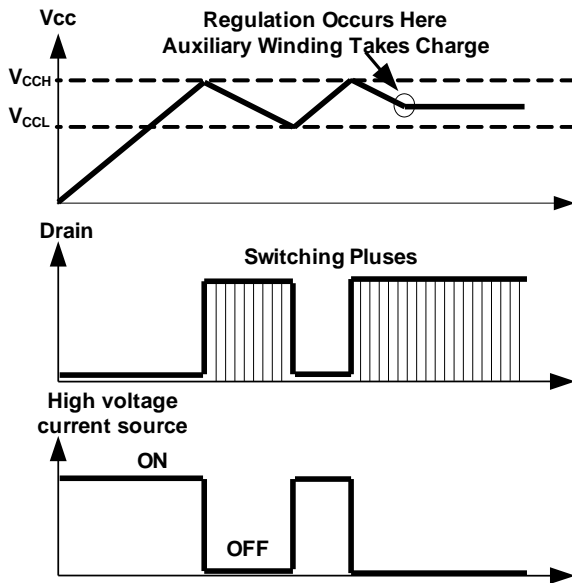 Vcc
Regulation Occurs Here
Auxiliary Winding Takes Charge
VCCH
VCCL
Drain
Switching Pluses
High voltage
current source
ON
OFF